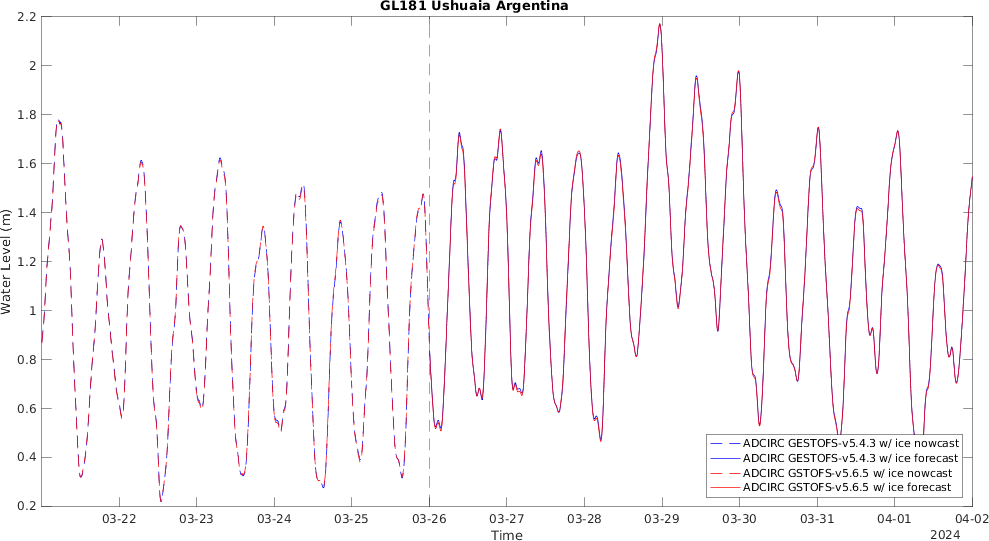 GL181 Ushuaia Argentina
Water Level (m)
2.2
2
1.8
1.6
1.4
1.2
1
0.8
0.6
0.4
0.2
ADCIRC GESTOFS-v5.4.3 w/ ice nowcast
ADCIRC GESTOFS-v5.4.3 w/ ice forecast
ADCIRC GSTOFS-v5.6.5 w/ ice nowcast
ADCIRC GSTOFS-v5.6.5 w/ ice forecast
03-22 03-23 03-24 03-25 03-26 03-27 03-28 03-29 03-30 03-31 04-01 04-02
Time
2024